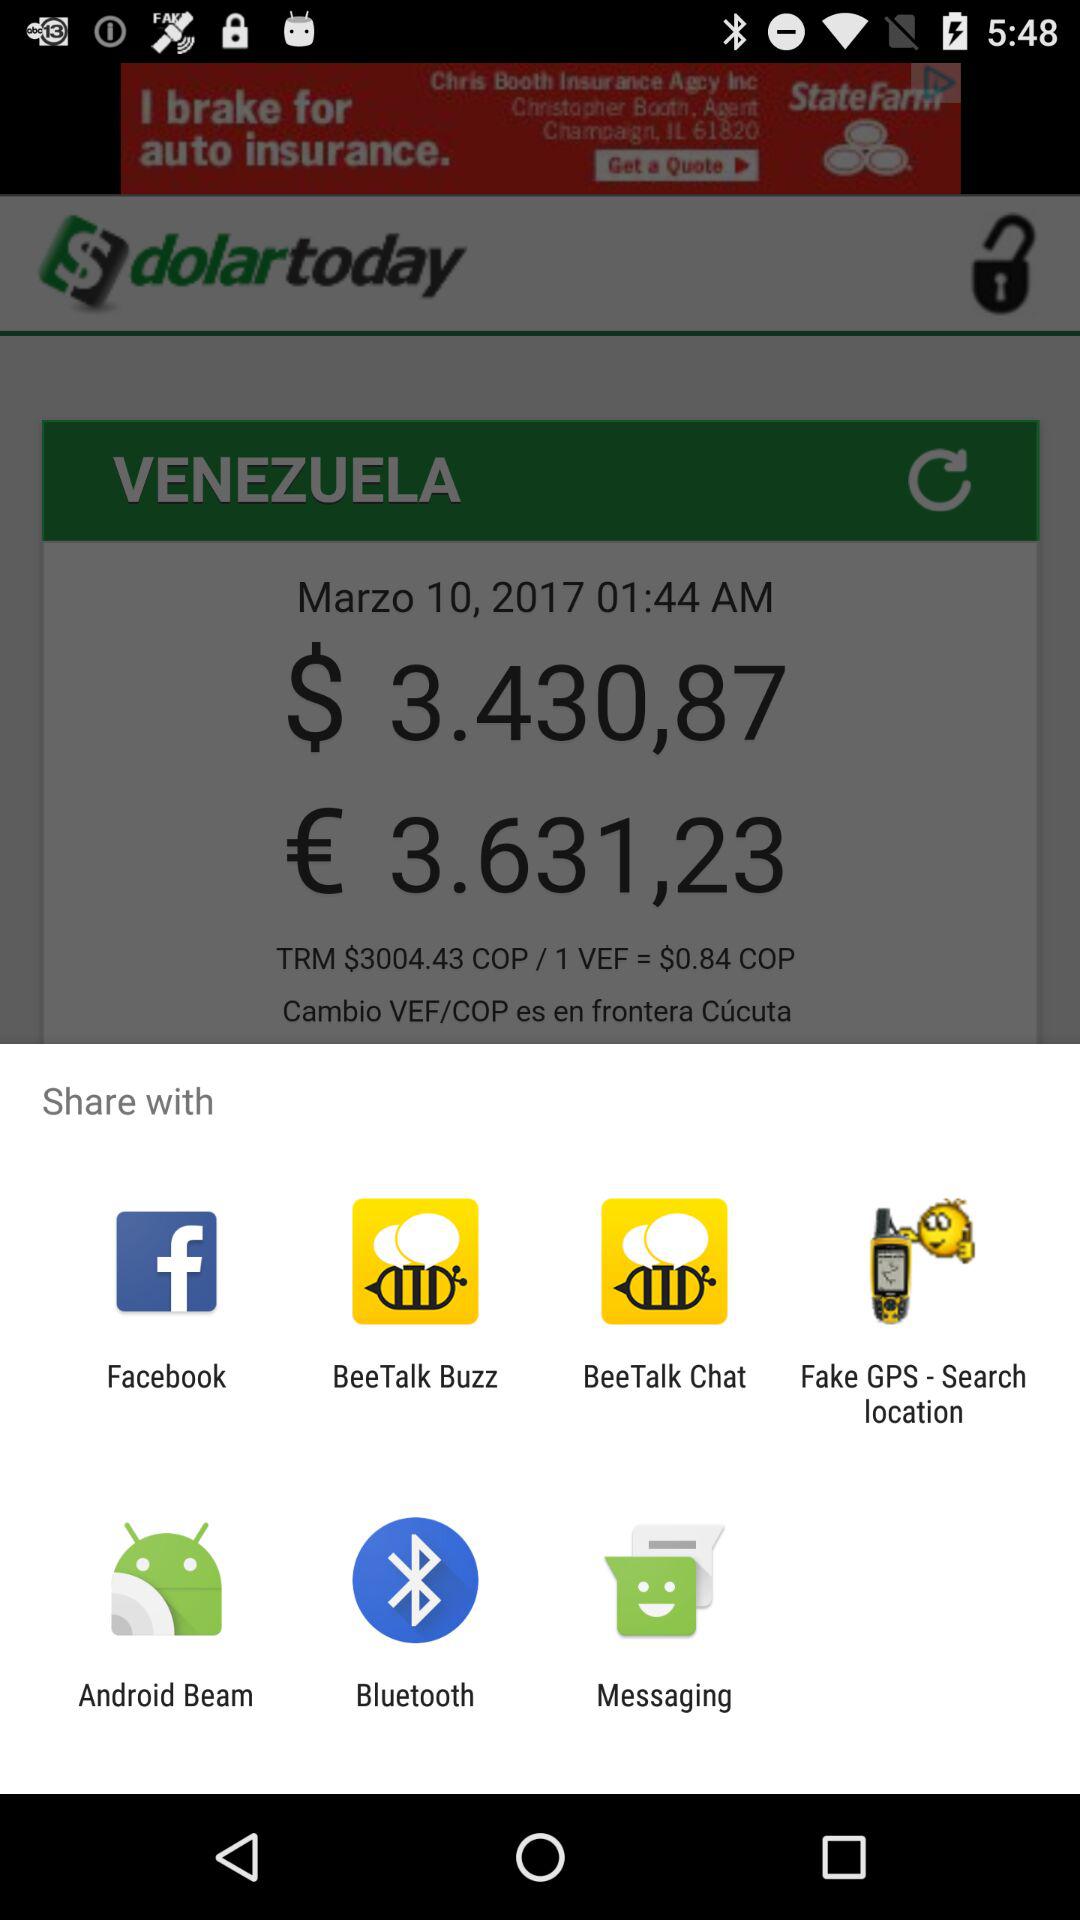 abc 13 FAKE 5:48
I brake for
auto insurance.
Chris Booth Insurance Agcy Inc
Christopher Booth, Agent
Champaign, IL 61820
Get a Quote
StateFarm
dolartoday
VENEZUELA
Marzo 10, 2017 01:44 AM
$ 3.430,87
€ 3.631,23
TRM $3004.43 COP / 1 VEF = $0.84 COP
Cambio VEF/COP es en frontera Cúcuta
Share with
Facebook
BeeTalk Buzz
BeeTalk Chat
Fake GPS - Search
location
Android Beam
Bluetooth
Messaging